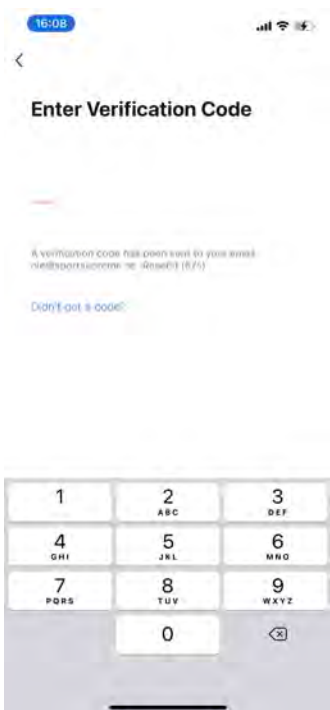 16:08
Enter Verification Code
A verification code has been sent to your email
Resend
Didn't get a code?
1
2
ABC
3
DEF
4
GHI
5
JKL
6
MNO
7
PQRS
8
TUV
9
WXYZ
0